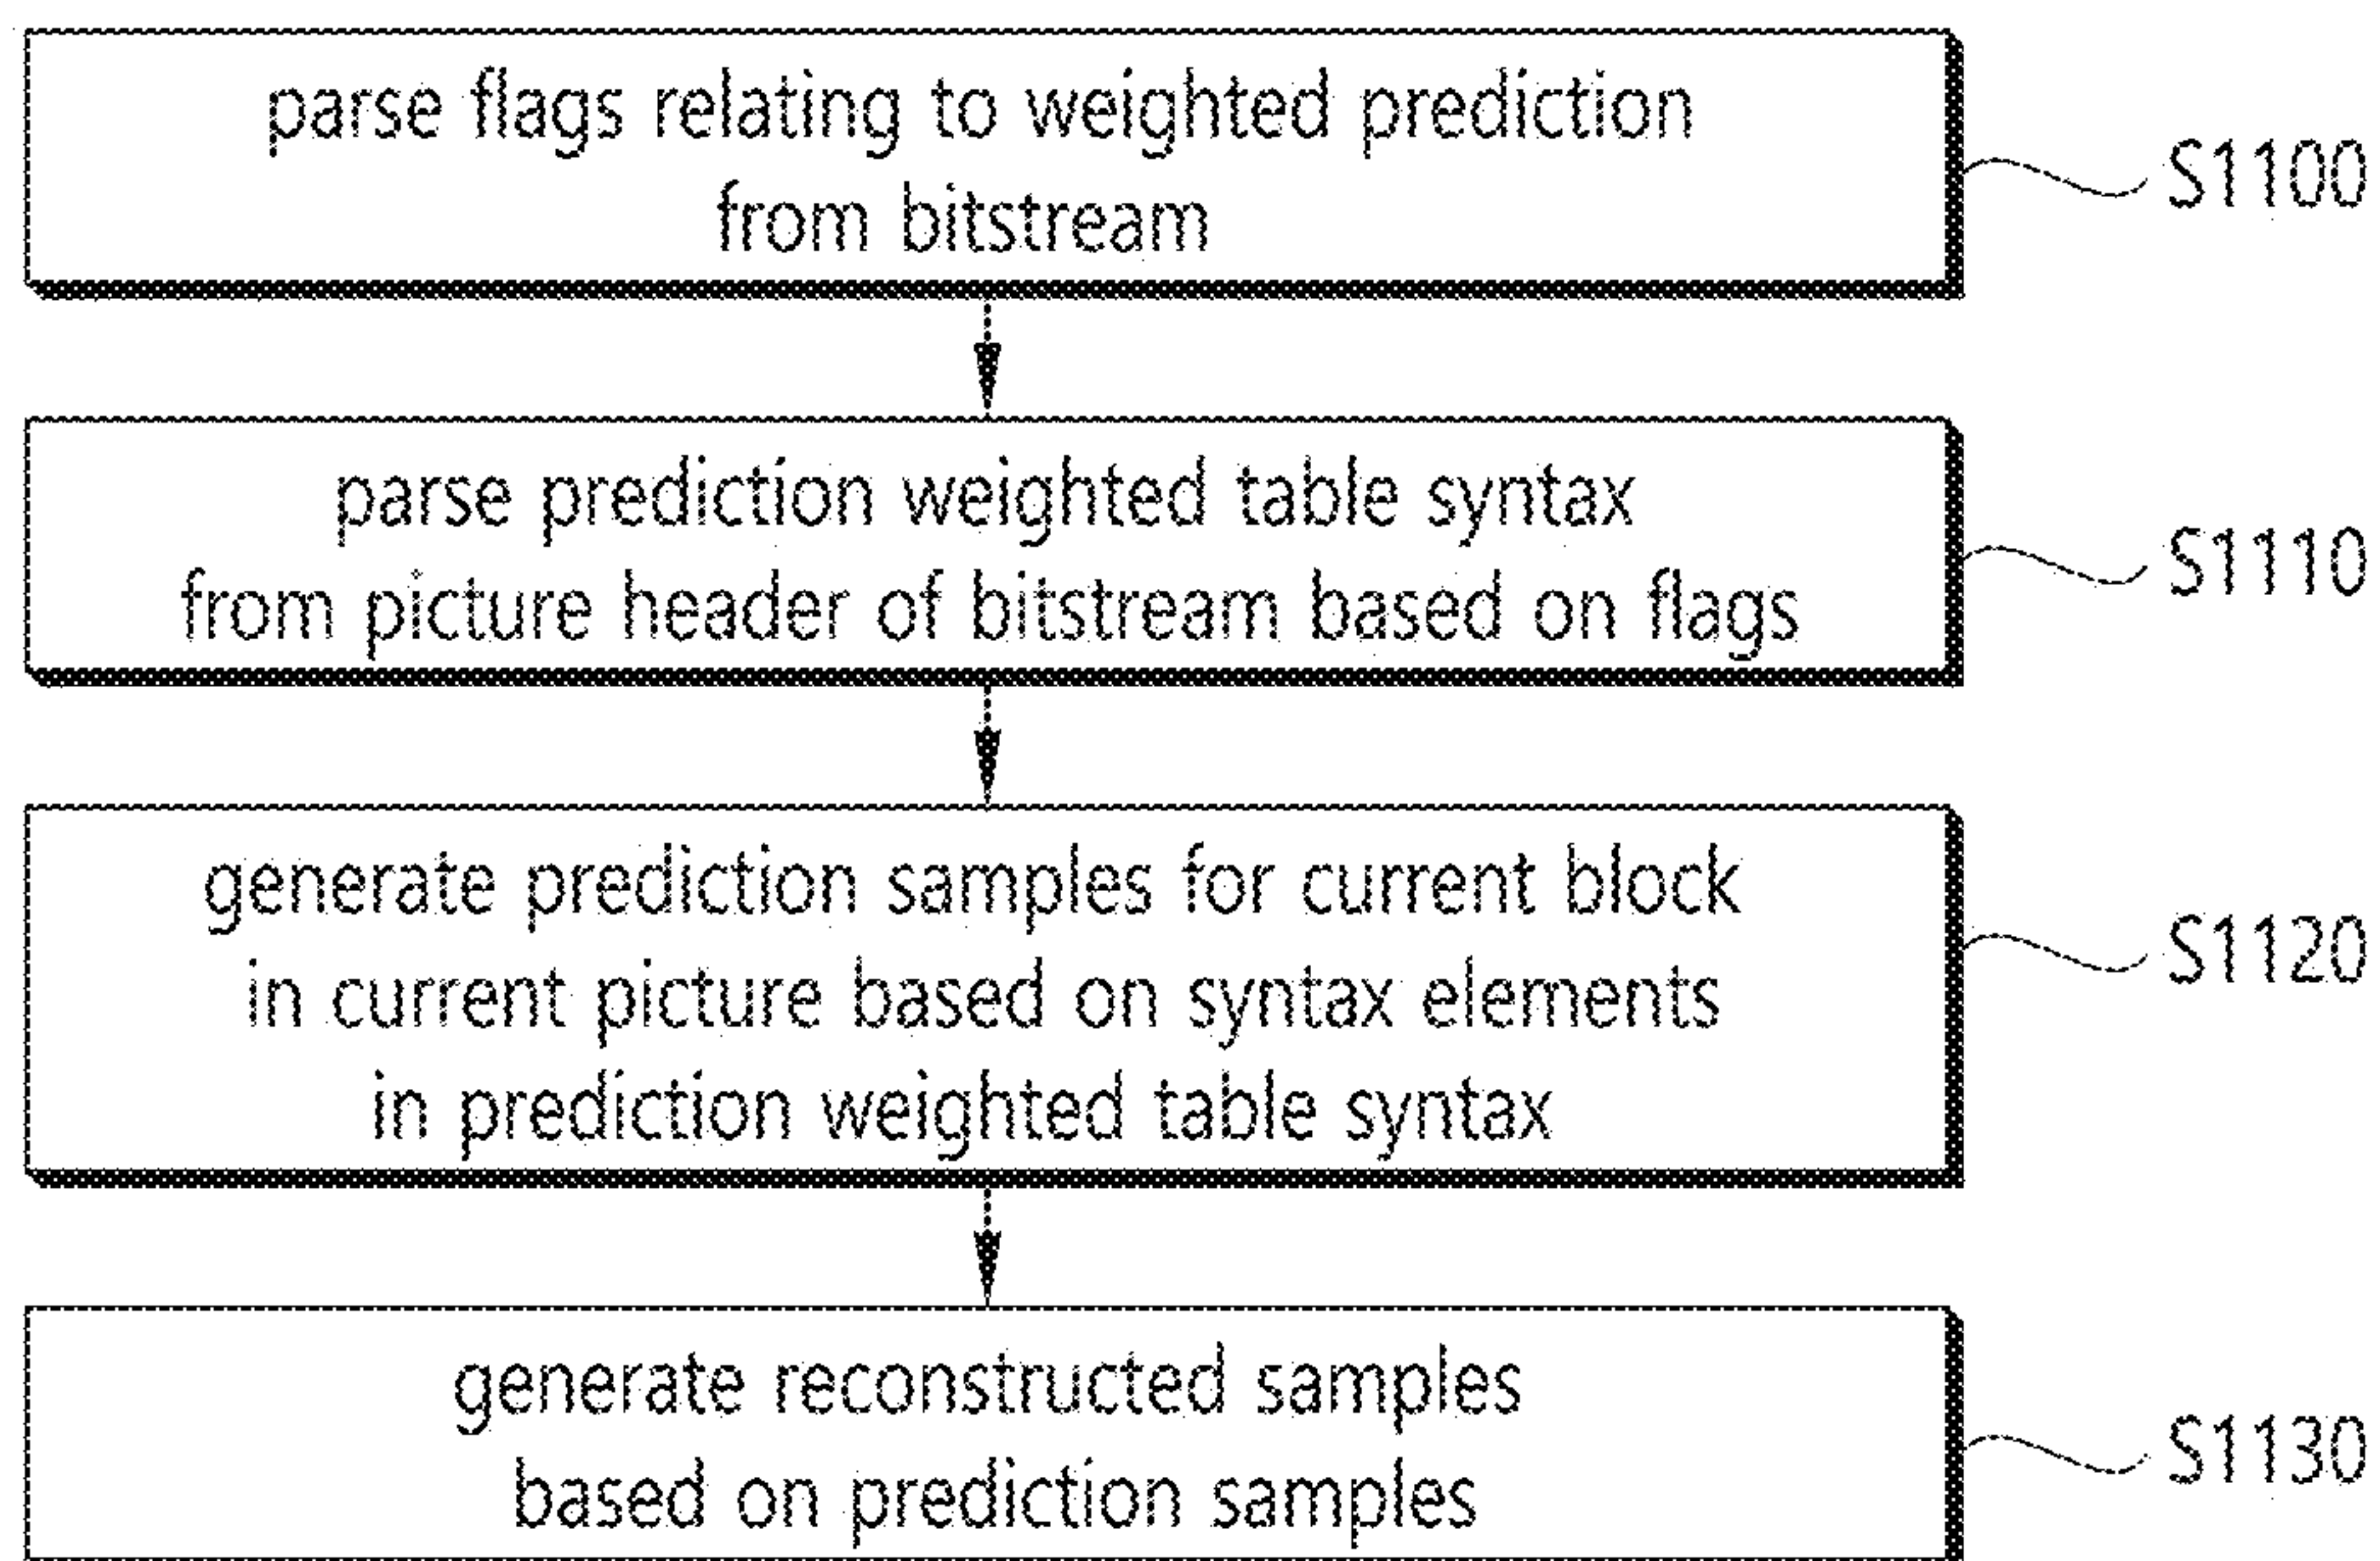 parse flags relating to weighted prediction
from bitstream
S1100
parse prediction weighted table syntax
from picture header of bitstream based on flags
S1110
generate prediction samples for current block
in current picture based on syntax elements
in prediction weighted table syntax
S1120
generate reconstructed samples
based on prediction samples
S1130